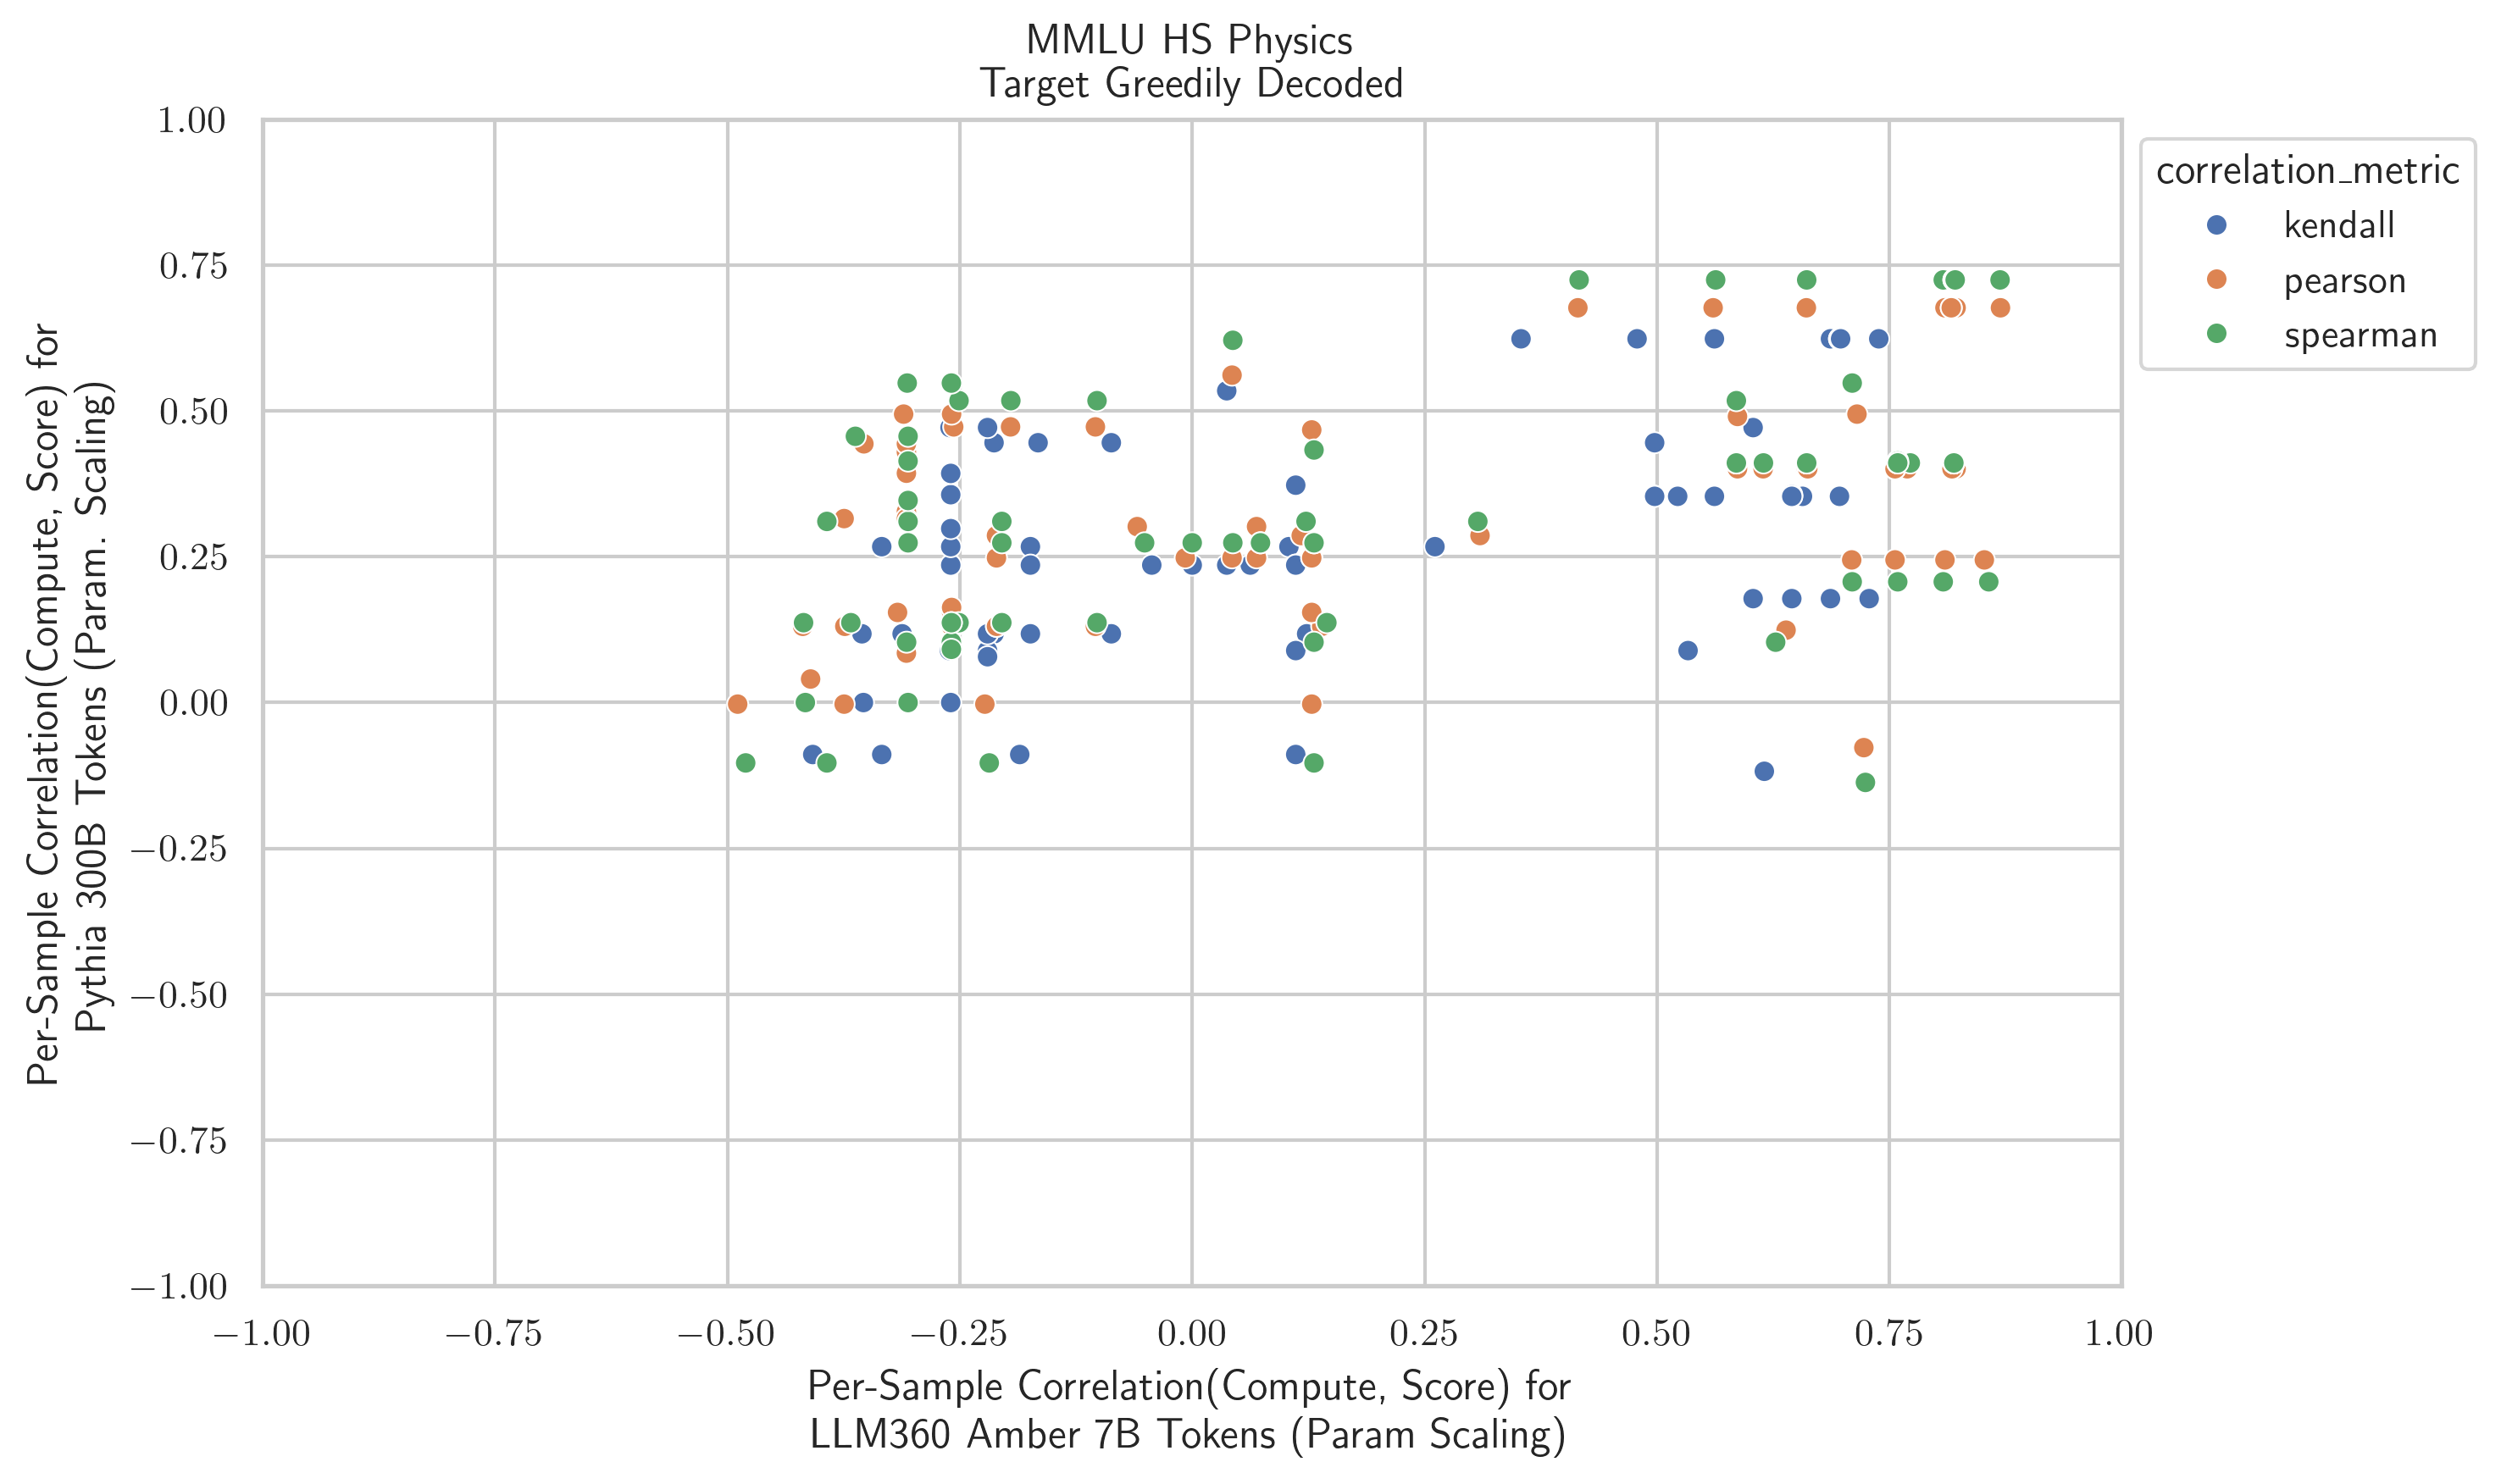 MMLU HS Physics
Target Greedily Decoded
1.00
0.75
0.50
0.25
0.00
−0.25
−0.50
−0.75
−1.00
Per-Sample Correlation(Compute, Score) for
Pythia 300B Tokens (Param. Scaling)
correlation_metric
kendall
pearson
spearman
−1.00
−0.75
−0.50
−0.25
0.00
0.25
0.50
0.75
1.00
Per-Sample Correlation(Compute, Score) for
LLM360 Amber 7B Tokens (Param Scaling)